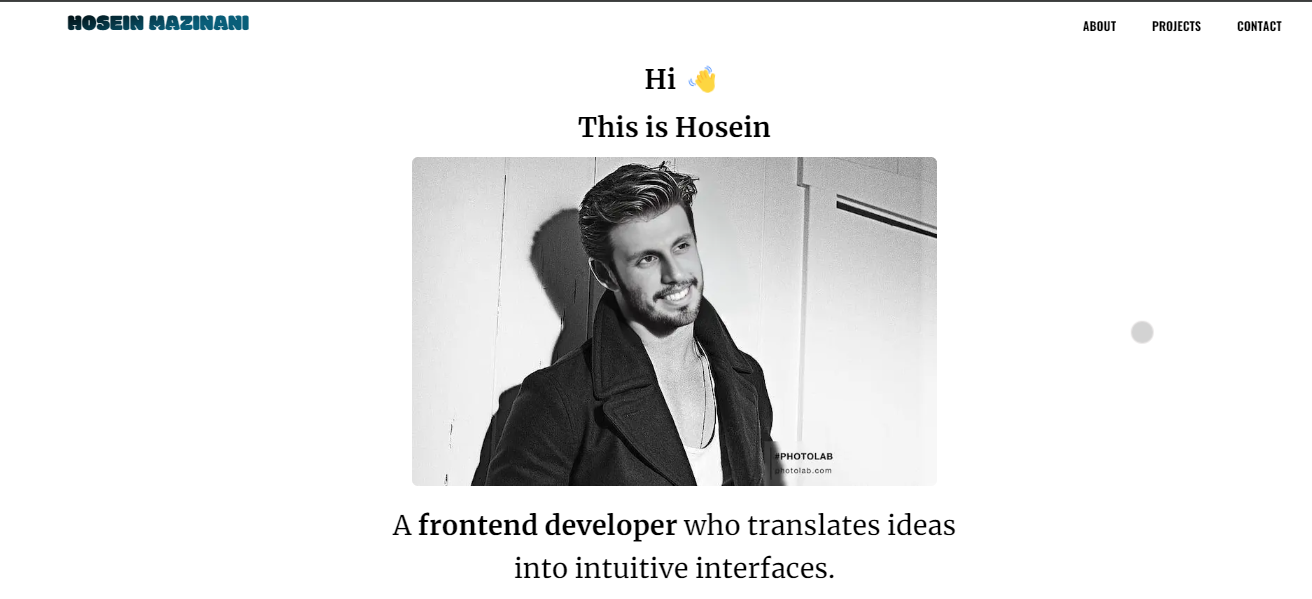 HOSEIN MAZINANI
ABOUT PROJECTS CONTACT
Hi 👋
This is Hosein
#PHOTOLAB
photolab.com
A frontend developer who translates ideas
into intuitive interfaces.